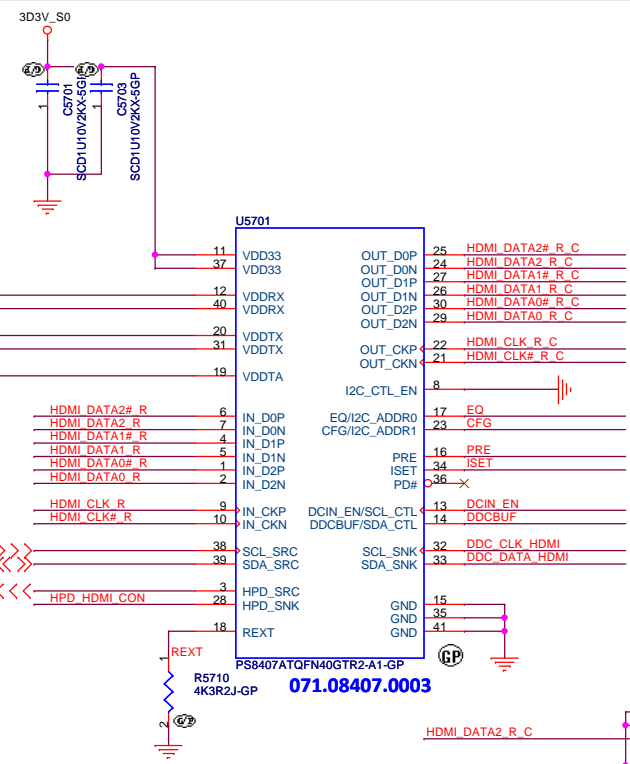 3D3V_S0
G/P
G/P
1
C5701
SCD1U10V2KX-5GP
1
C5703
SCD1U10V2KX-5GP
U5701
11 VDD33
37 VDD33
12 VDDRX
40 VDDRX
20 VDDTX
31 VDDTX
19 VDDTA
HDMI_DATA2#_R 6 IN_D0P
HDMI_DATA2_R 7 IN_D0N
HDMI_DATA1#_R 4 IN_D1P
HDMI_DATA1_R 5 IN_D1N
HDMI_DATA0#_R 1 IN_D2P
HDMI_DATA0_R 2 IN_D2N
HDMI_CLK_R 9 IN_CKP
HDMI_CLK#_R 10 IN_CKN
38 SCL_SRC
39 SDA_SRC
3 HPD_SRC
HPD_HDMI_CON 28 HPD_SNK
18 REXT
OUT_D0P 25 HDMI_DATA2#_R_C
OUT_D0N 24 HDMI_DATA2_R_C
OUT_D1P 27 HDMI_DATA1#_R_C
OUT_D1N 26 HDMI_DATA1_R_C
OUT_D2P 30 HDMI_DATA0#_R_C
OUT_D2N 29 HDMI_DATA0_R_C
OUT_CKP 22 HDMI_CLK_R_C
OUT_CKN 21 HDMI_CLK#_R_C
I2C_CTL_EN 8
EQ/I2C_ADDR0 17 EQ
CFG/I2C_ADDR1 23 CFG
PRE 16 PRE
ISET 34 ISET
PD# 36
DCIN_EN/SCL_CTL 13 DCIN_EN
DDCBUF/SDA_CTL 14 DDCBUF
SCL_SNK 32 DDC_CLK_HDMI
SDA_SNK 33 DDC_DATA_HDMI
GND 15
GND 35
GND 41
PS8407ATQFN40GTR2-A1-GP
071.08407.0003
GP
REXT
1
R5710
4K3R2J-GP
2
G/P
HDMI_DATA2_R_C